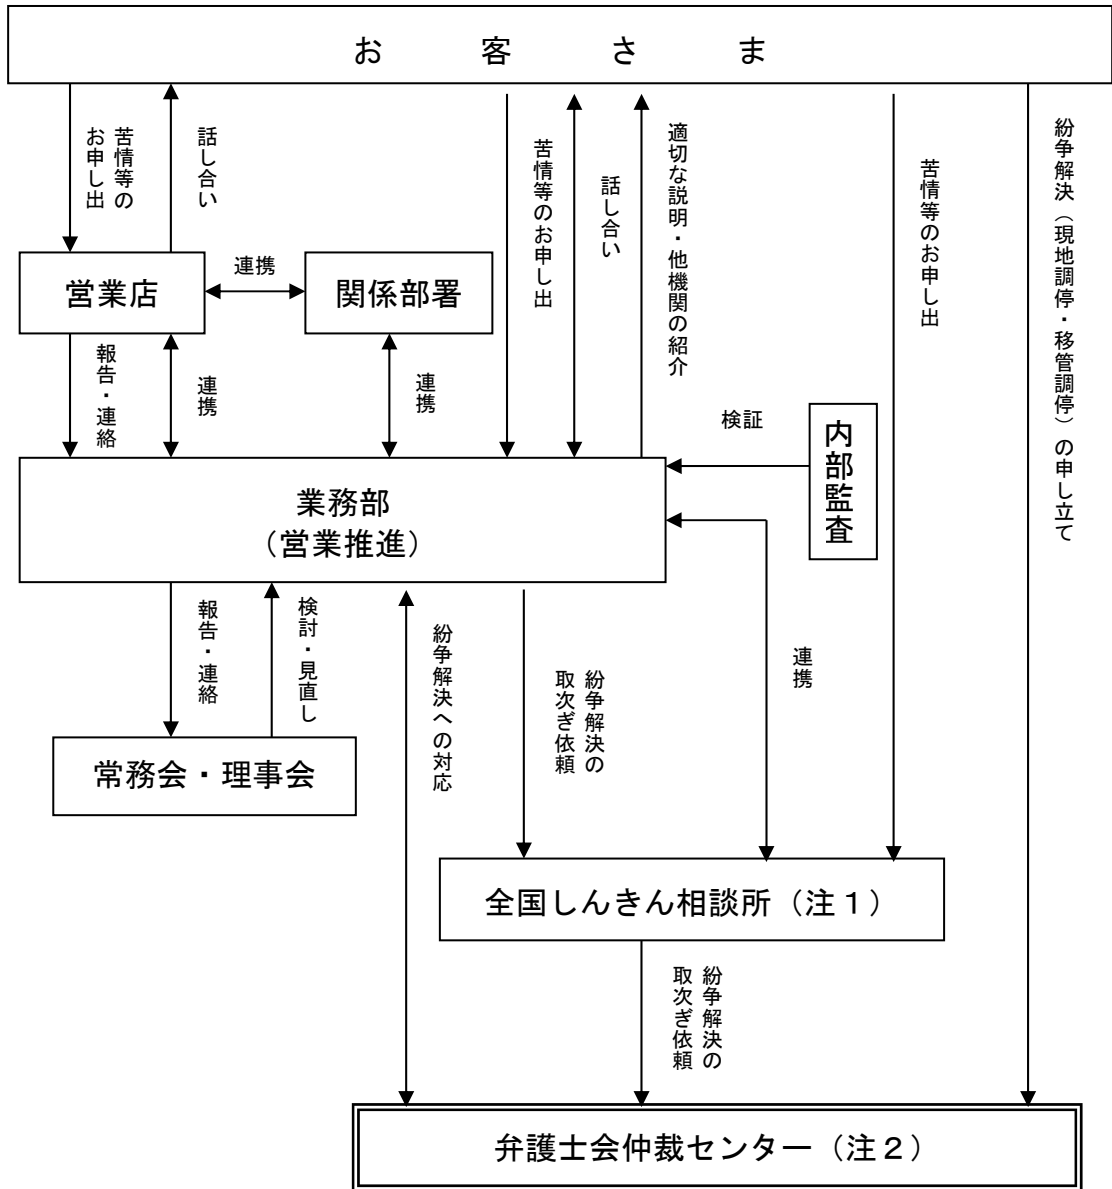 お客さま
苦情等の
お申し出
話し合い
苦情等のお申し出
話し合い
適切な説明・他機関の紹介
苦情等のお申し出
紛争解決（現地調停・移管調停）の申し立て
営業店
連携
関係部署
報告・連絡
連携
連携
検証
内部監査
業務部
（営業推進）
報告・連絡
検討・見直し
紛争解決への対応
紛争解決の
取次ぎ依頼
連携
常務会・理事会
全国しんきん相談所（注１）
紛争解決の
取次ぎ依頼
弁護士会仲裁センター（注２）